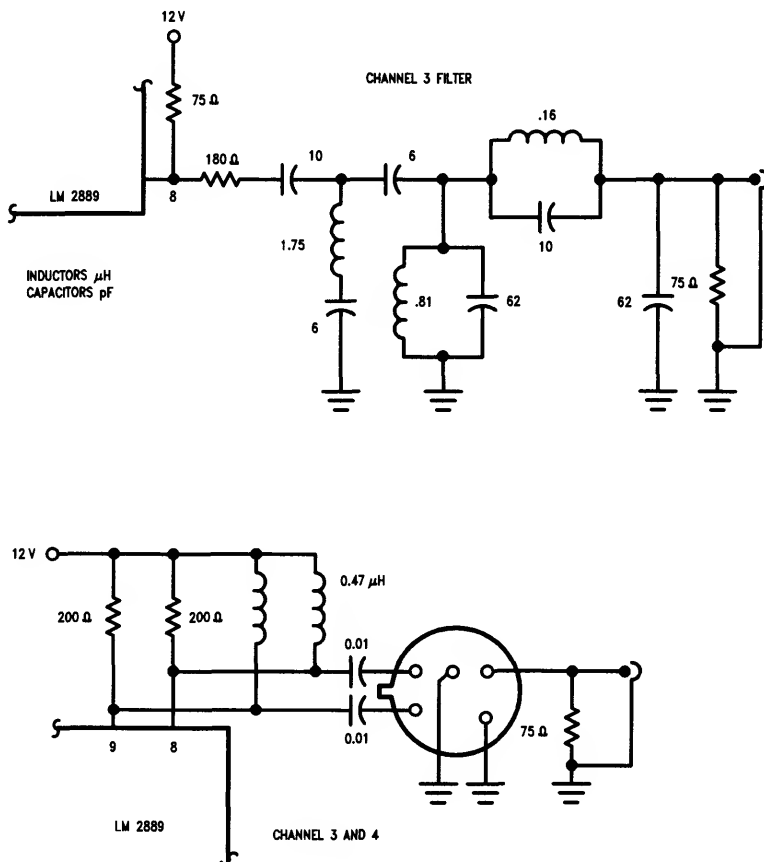 12 V
75 Ω
CHANNEL 3 FILTER
.16
180 Ω
10
6
LM 2889
8
10
1.75
INDUCTORS μH
CAPACITORS pF
6
.81
62
62
75 Ω
12 V
0.47 μH
200 Ω
200 Ω
0.01
0.01
75 Ω
9
8
LM 2889
CHANNEL 3 AND 4